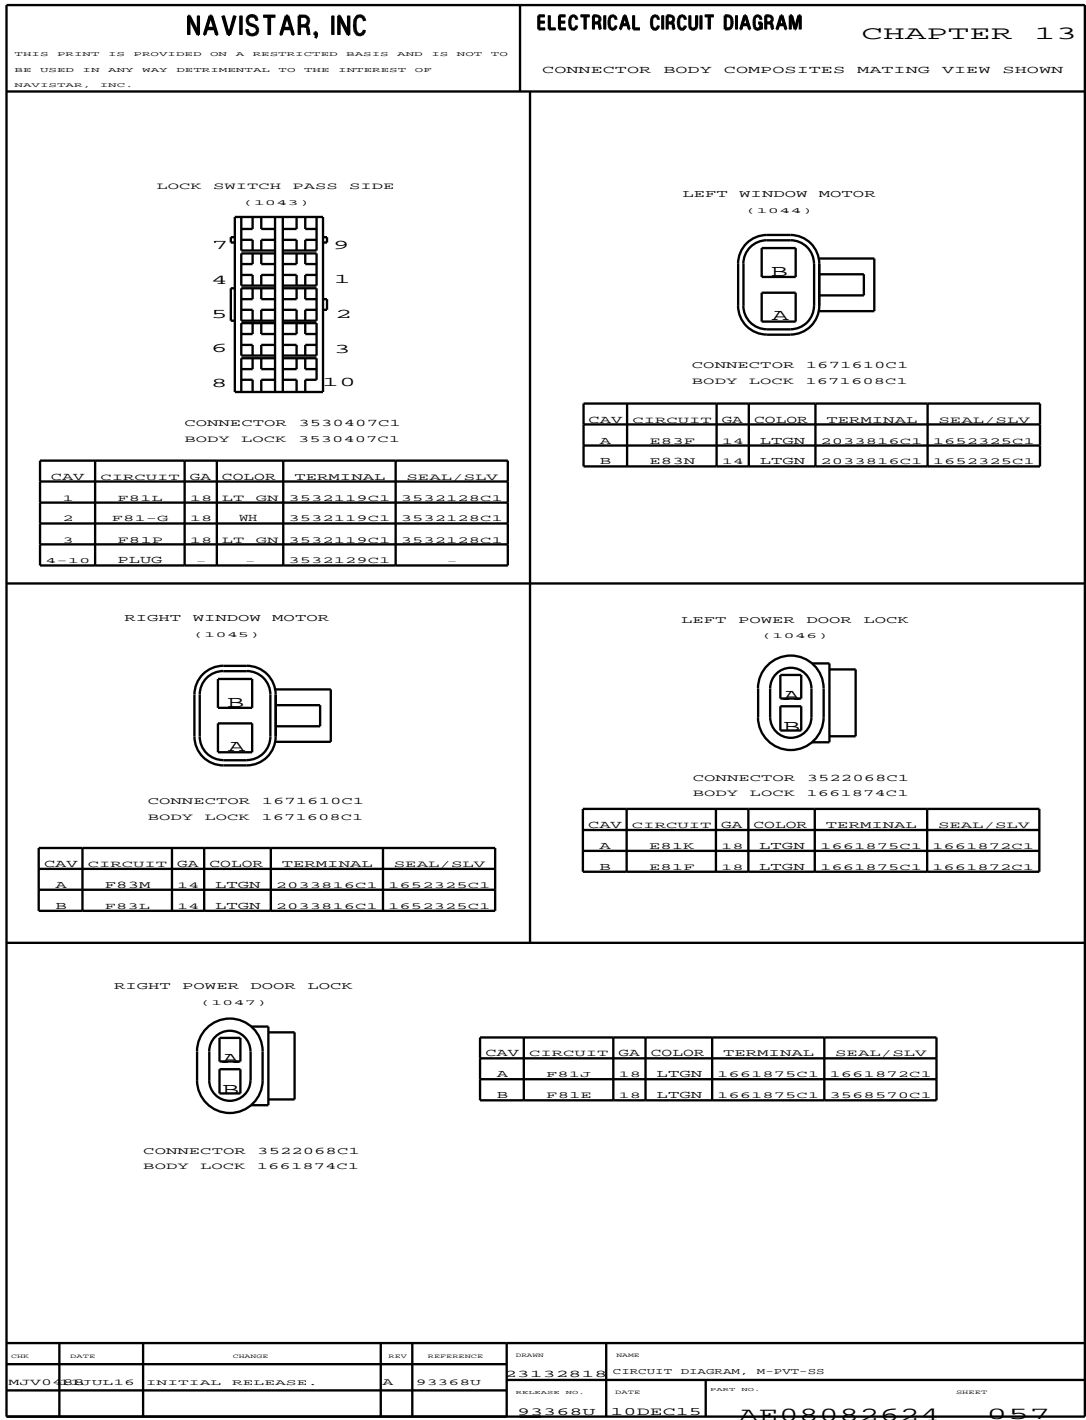 NAVISTAR, INC
THIS PRINT IS PROVIDED ON A RESTRICTED BASIS AND IS NOT TO
BE USED IN ANY WAY DETRIMENTAL TO THE INTEREST OF
NAVISTAR, INC.
ELECTRICAL CIRCUIT DIAGRAM
CHAPTER 13
CONNECTOR BODY COMPOSITES MATING VIEW SHOWN
LOCK SWITCH PASS SIDE
(1043)
7 9
4 1
5 2
6 3
8 10
CONNECTOR 3530407C1
BODY LOCK 3530407C1
CAV CIRCUIT GA COLOR TERMINAL SEAL/SLV
1 F81L 18 LT GN 3532119C1 3532128C1
2 F81-G 18 WH 3532119C1 3532128C1
3 F81P 18 LT GN 3532119C1 3532128C1
4-10 PLUG - - 3532129C1 -
LEFT WINDOW MOTOR
(1044)
B
A
CONNECTOR 1671610C1
BODY LOCK 1671608C1
CAV CIRCUIT GA COLOR TERMINAL SEAL/SLV
A E83F 14 LTGN 2033816C1 1652325C1
B E83N 14 LTGN 2033816C1 1652325C1
RIGHT WINDOW MOTOR
(1045)
B
A
CONNECTOR 1671610C1
BODY LOCK 1671608C1
CAV CIRCUIT GA COLOR TERMINAL SEAL/SLV
A F83M 14 LTGN 2033816C1 1652325C1
B F83L 14 LTGN 2033816C1 1652325C1
LEFT POWER DOOR LOCK
(1046)
A
B
CONNECTOR 3522068C1
BODY LOCK 1661874C1
CAV CIRCUIT GA COLOR TERMINAL SEAL/SLV
A E81K 18 LTGN 1661875C1 1661872C1
B E81F 18 LTGN 1661875C1 1661872C1
RIGHT POWER DOOR LOCK
(1047)
A
B
CONNECTOR 3522068C1
BODY LOCK 1661874C1
CAV CIRCUIT GA COLOR TERMINAL SEAL/SLV
A F81J 18 LTGN 1661875C1 1661872C1
B F81E 18 LTGN 1661875C1 3568570C1
CHK DATE CHANGE REV REFERENCE
INITIAL RELEASE. A 93368U
DRAWN
23132818
NAME
CIRCUIT DIAGRAM, M-PVT-SS
RELEASE NO.
93368U
DATE
10DEC15
PART NO.
AE08082624
SHEET
057